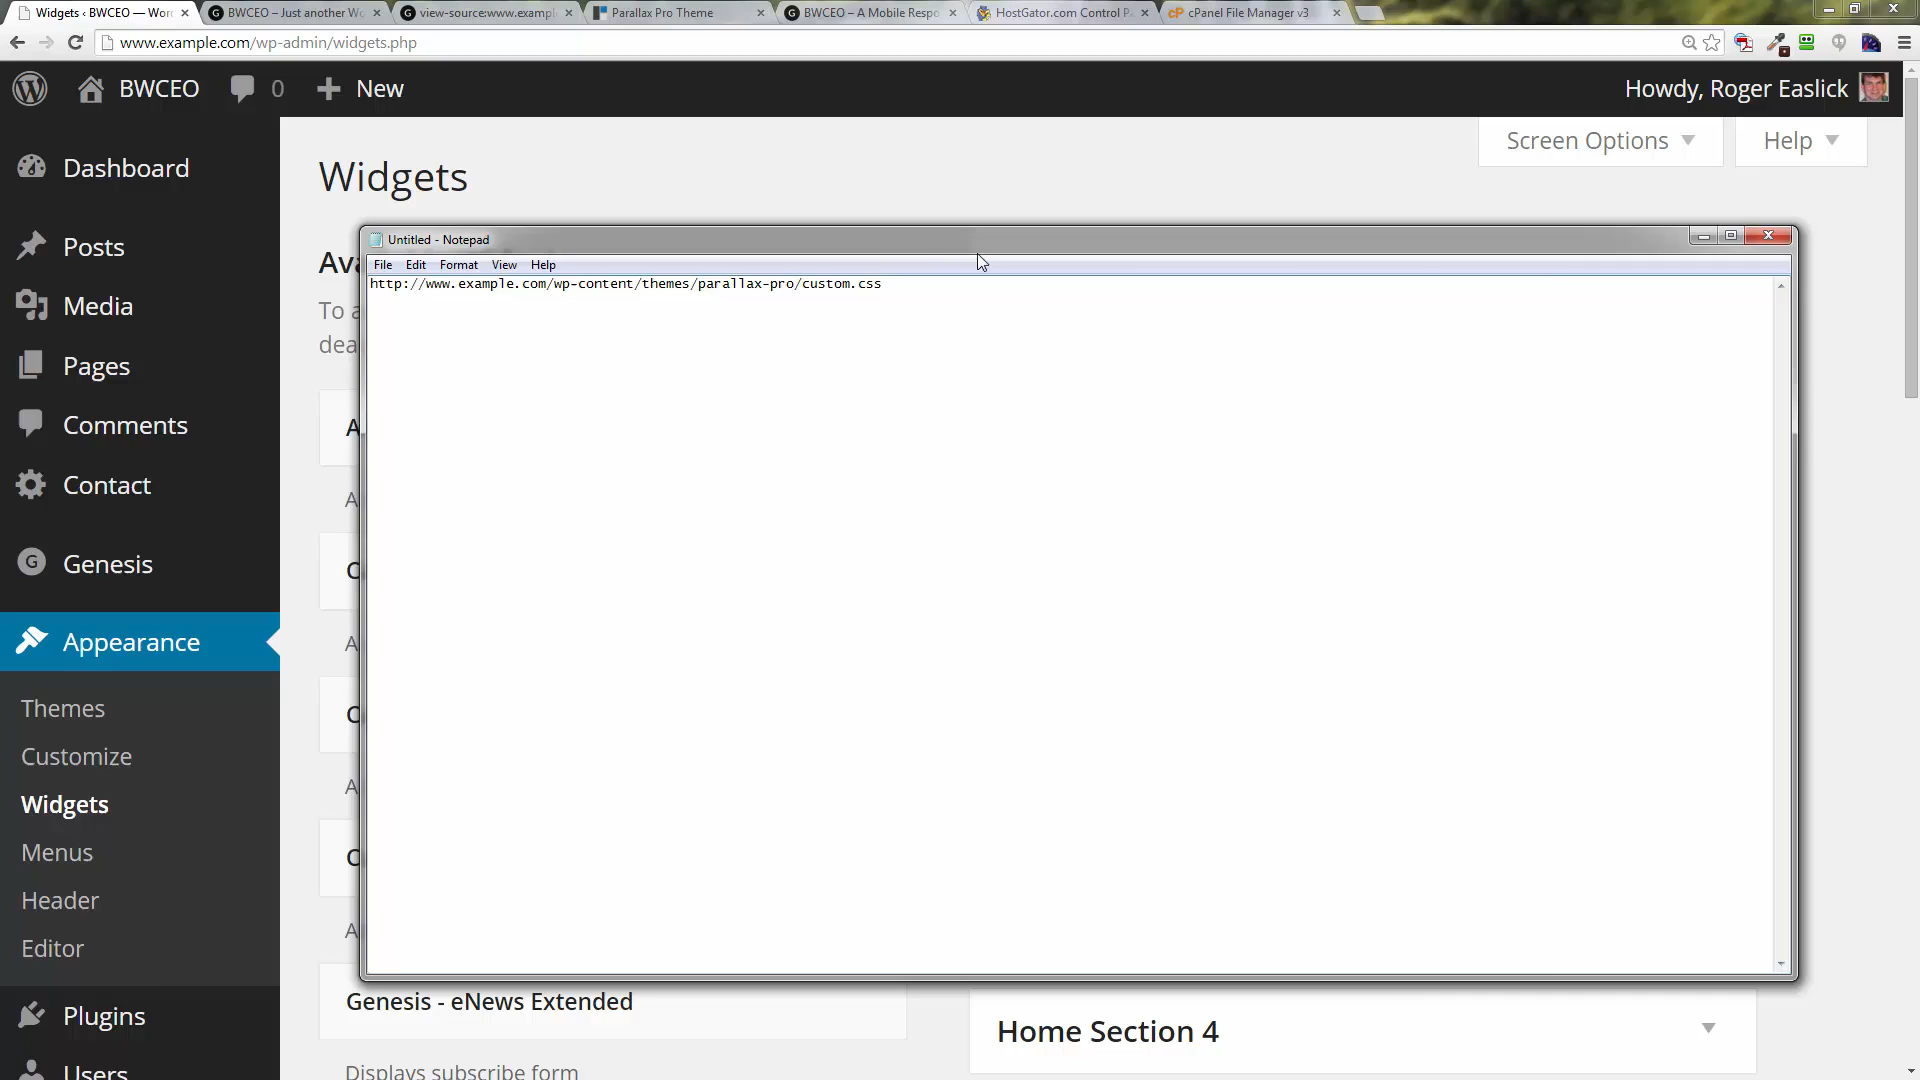 Widgets ‹ BWCEO — Wor
BWCEO – Just another Wo
view-source:www.exampl
Parallax Pro Theme
BWCEO – A Mobile Respo
HostGator.com Control P
cPanel File Manager v3
www.example.com/wp-admin/widgets.php
BWCEO
0
New
Howdy, Roger Easlick
Screen Options
Help
Dashboard
Posts
Media
Pages
Comments
Contact
Genesis
Appearance
Themes
Customize
Widgets
Menus
Header
Editor
Plugins
Users
Widgets
Ava
To a
dea
Untitled - Notepad
File Edit Format View Help
http://www.example.com/wp-content/themes/parallax-pro/custom.css
A
A
C
A
C
A
C
A
Genesis - eNews Extended
Displays subscribe form
Home Section 4